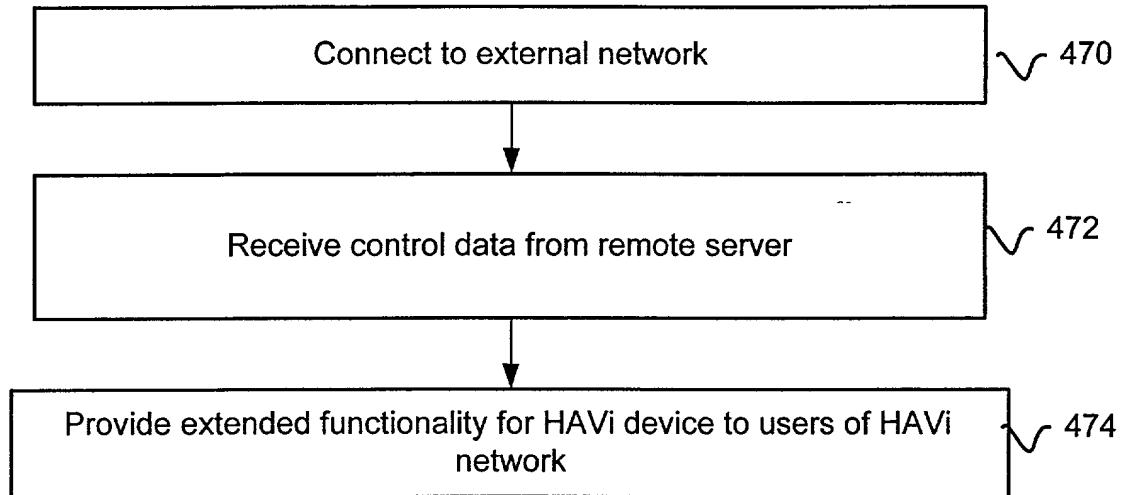 Connect to external network
470
Receive control data from remote server
472
Provide extended functionality for HAVi device to users of HAVi
network
474